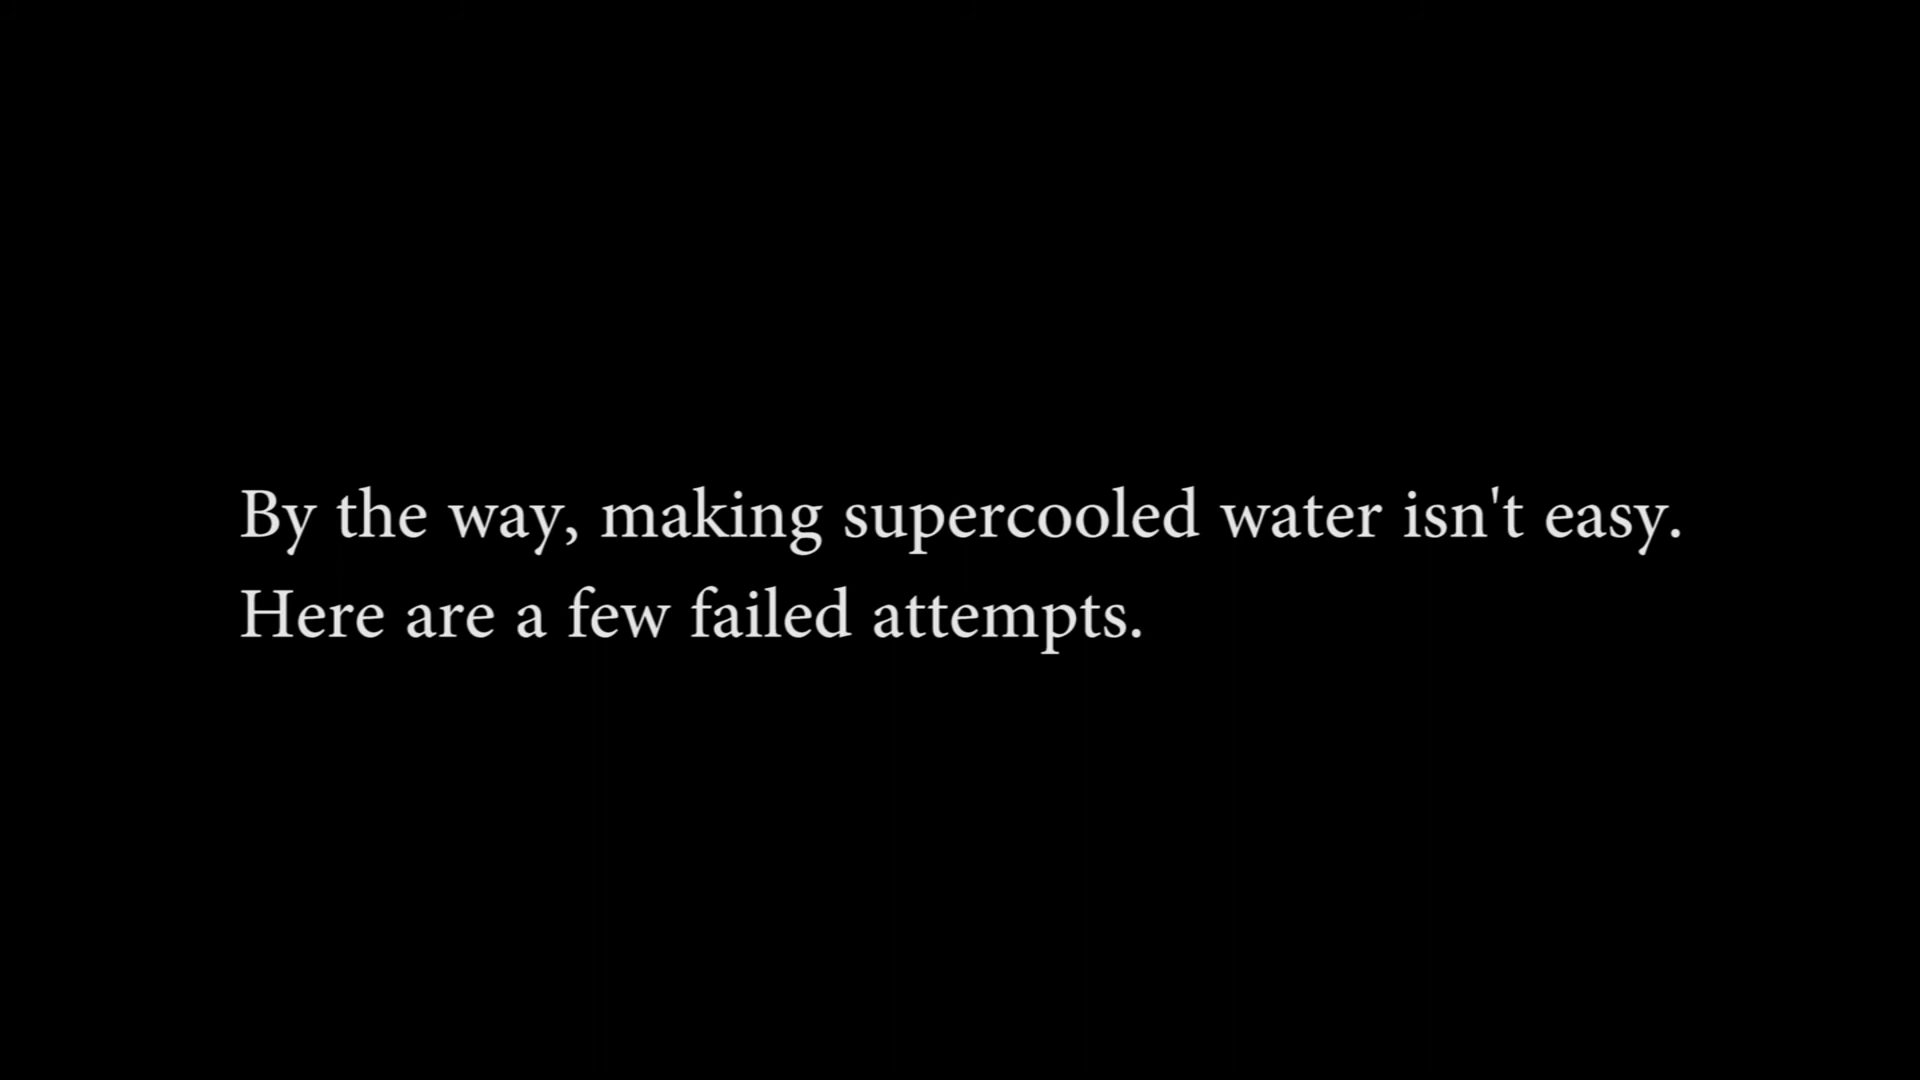 By the way, making supercooled water isn't easy.
Here are a few failed attempts.